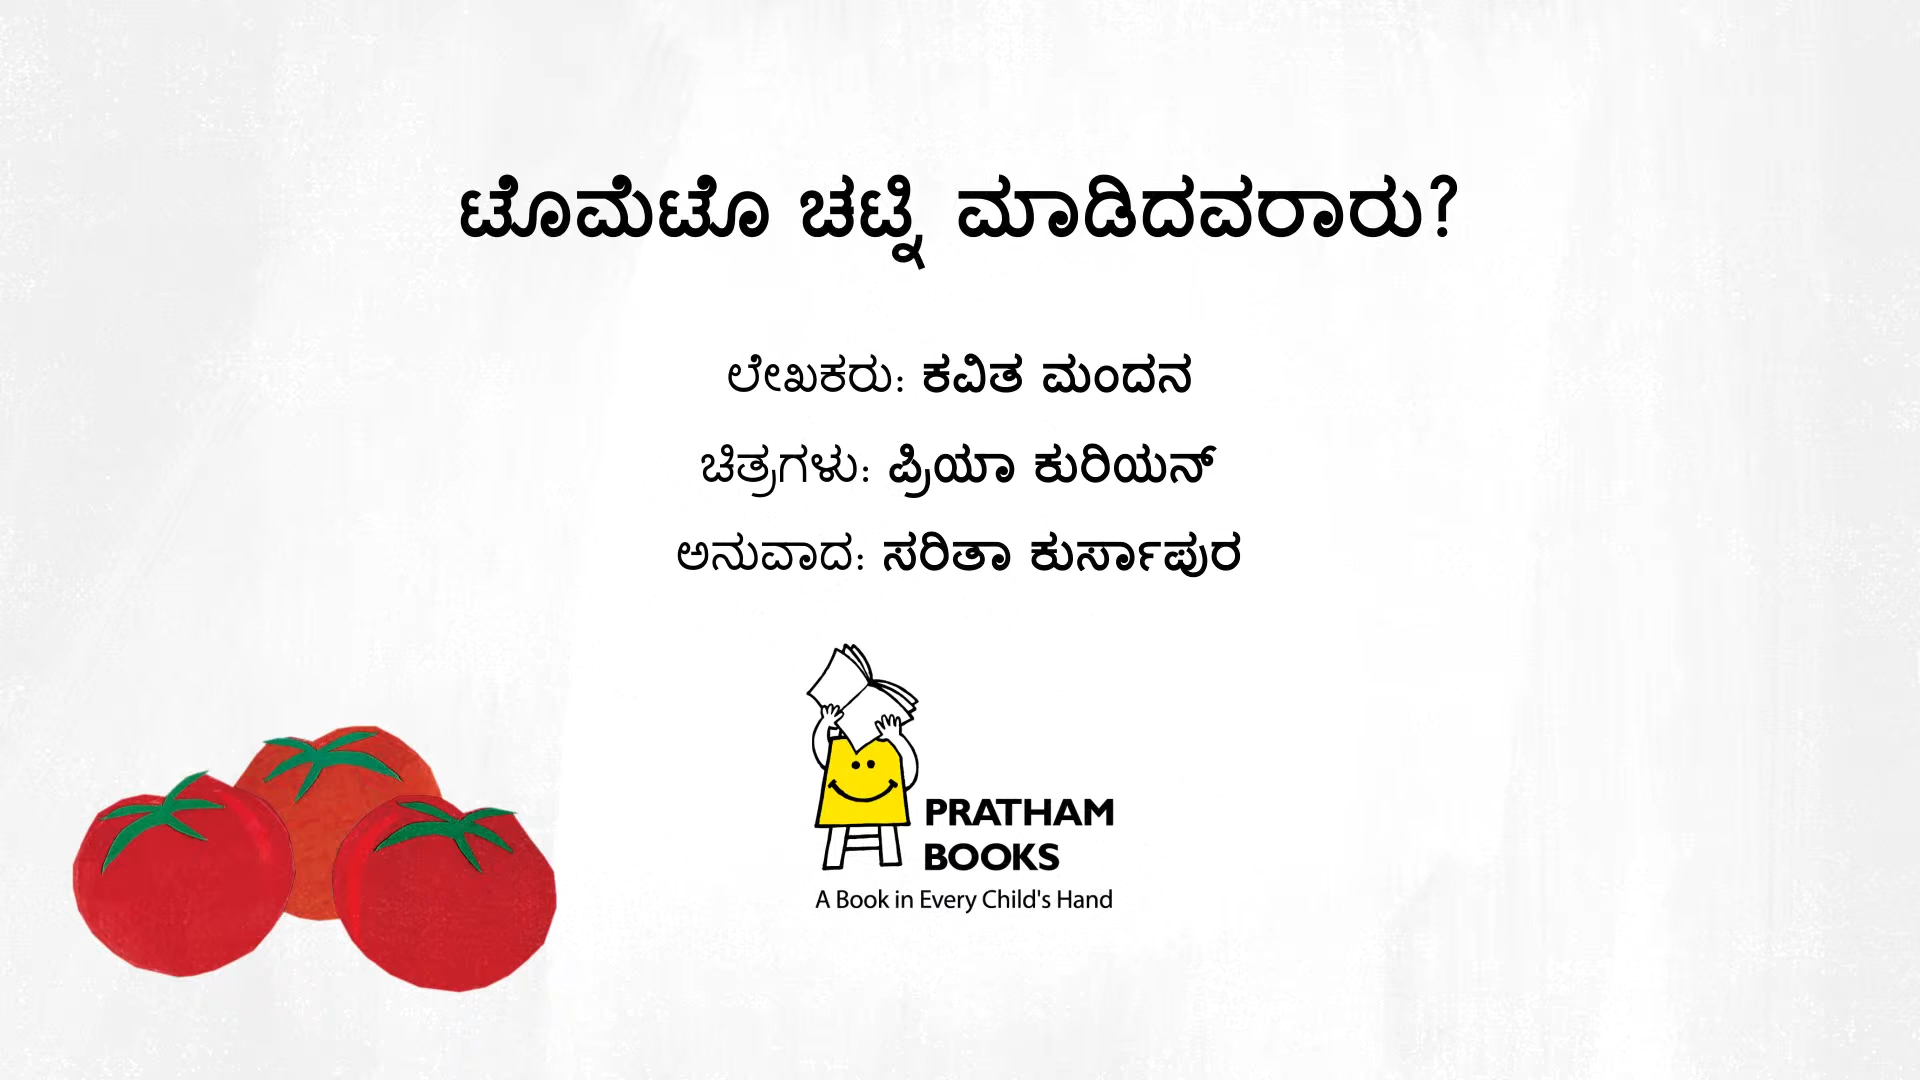 ಟೊಮೆಟೊ ಚಟ್ನಿ ಮಾಡಿದವರಾರು?
ಲೇಖಕರು: ಕವಿತ ಮಂದನ
ಚಿತ್ರಗಳು: ಪ್ರಿಯಾ ಕುರಿಯನ್
ಅನುವಾದ: ಸರಿತಾ ಕುರ್ಸಾಪುರ
PRATHAM
BOOKS
A Book in Every Child's Hand